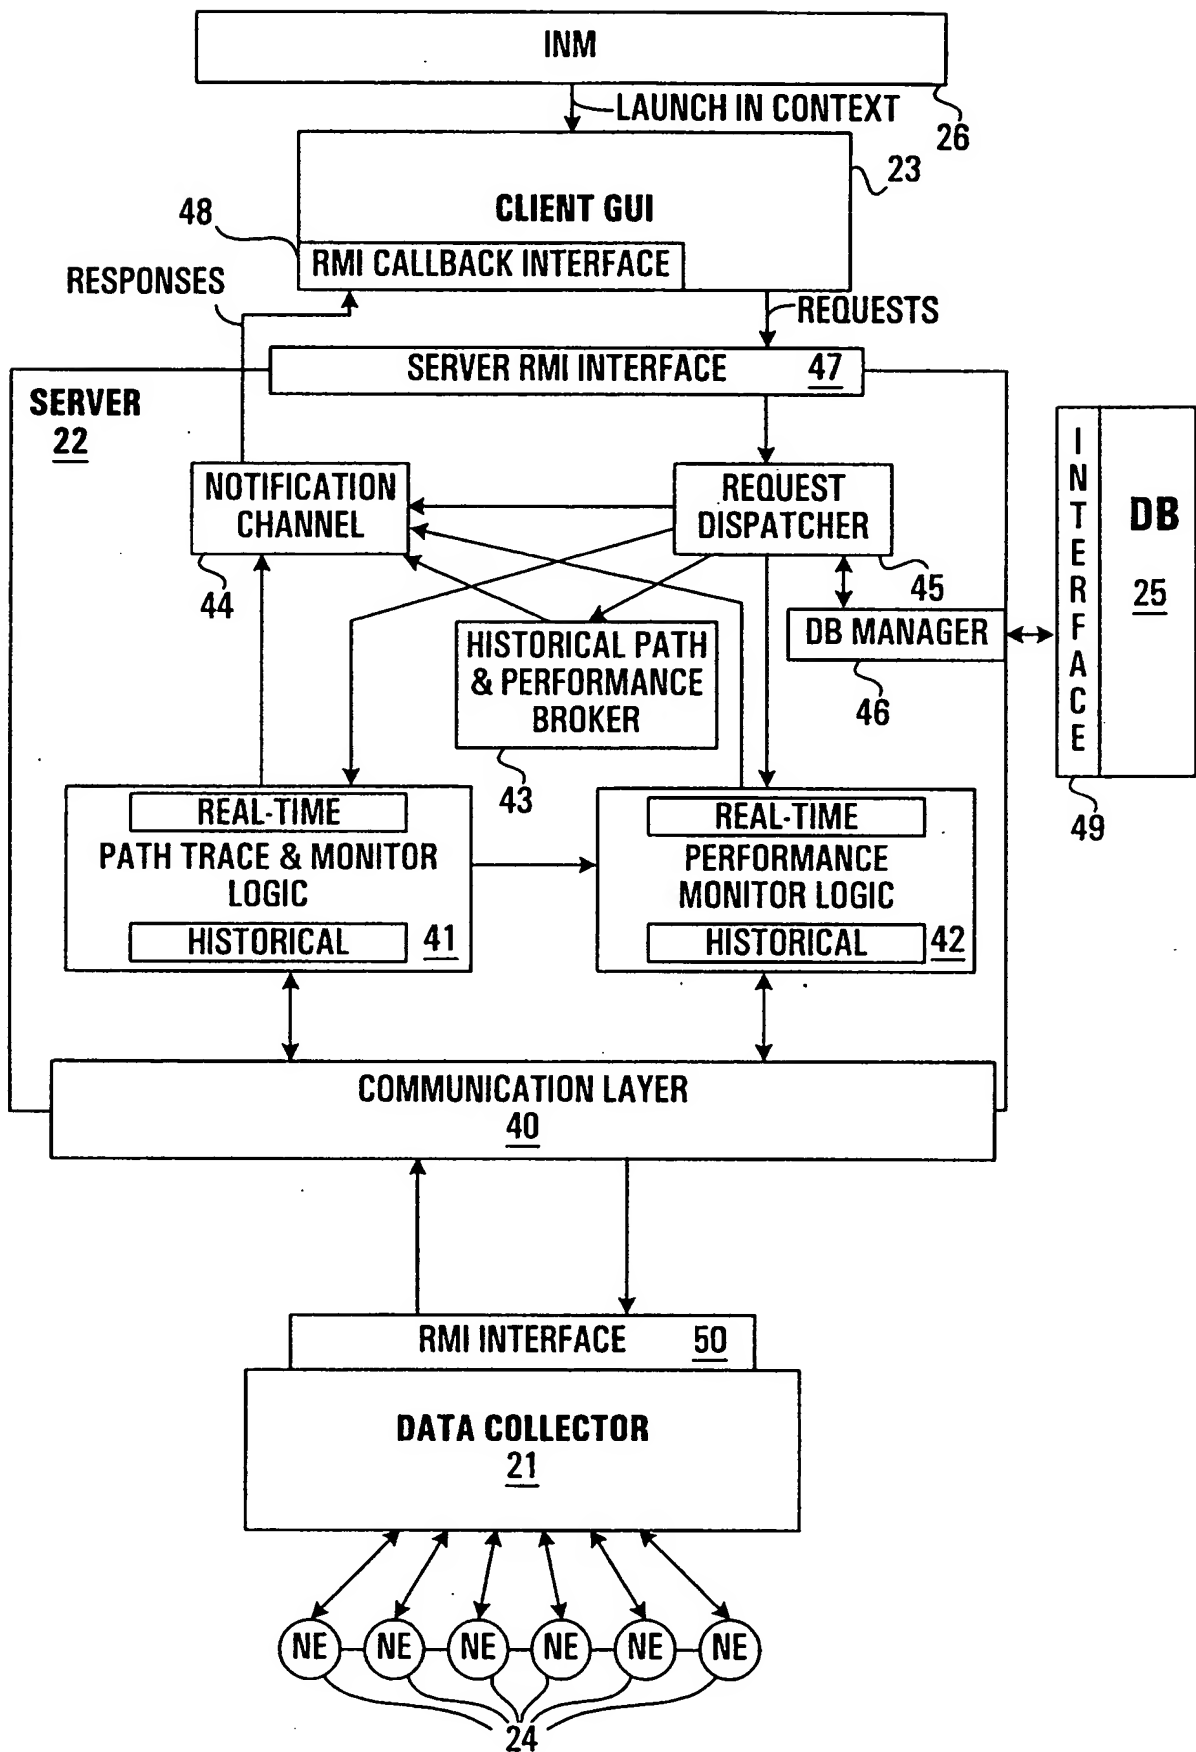 INM
LAUNCH IN CONTEXT
26
23
CLIENT GUI
48
RMI CALLBACK INTERFACE
RESPONSES
REQUESTS
SERVER RMI INTERFACE 47
SERVER
22
INTERFACE
DB
25
NOTIFICATION
CHANNEL
REQUEST
DISPATCHER
44
45
DB MANAGER
HISTORICAL PATH
& PERFORMANCE
BROKER
46
43
49
REAL-TIME
PATH TRACE & MONITOR
LOGIC
HISTORICAL
41
REAL-TIME
PERFORMANCE
MONITOR LOGIC
HISTORICAL
42
COMMUNICATION LAYER
40
RMI INTERFACE 50
DATA COLLECTOR
21
NE NE NE NE NE NE
24